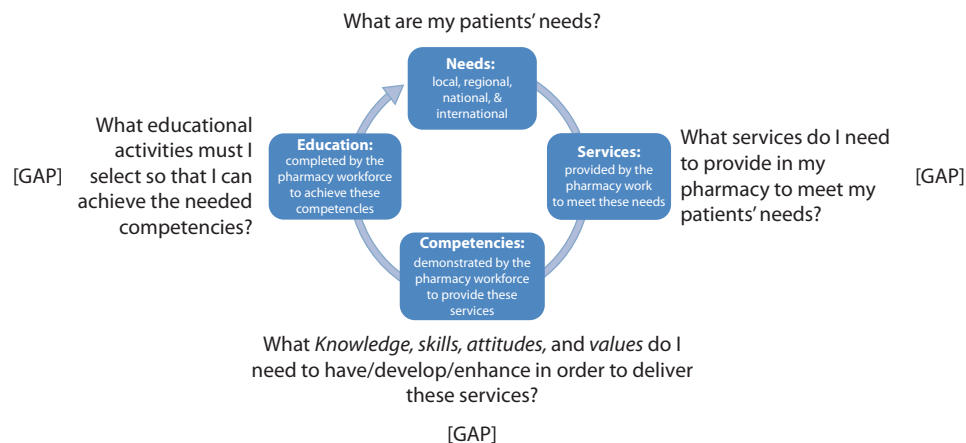 What are my patients’ needs?
Needs:
local, regional,
national, &
international
What educational
activities must I
select so that I can
achieve the needed
competencies?
[GAP]
Education:
completed by the
pharmacy workforce
to achieve these
competencies
Services:
provided by the
pharmacy work
to meet these needs
What services do I need
to provide in my
pharmacy to meet my
patients’ needs?
[GAP]
Competencies:
demonstrated by the
pharmacy workforce
to provide these
services
What Knowledge, skills, attitudes, and values do I
need to have/develop/enhance in order to deliver
these services?
[GAP]